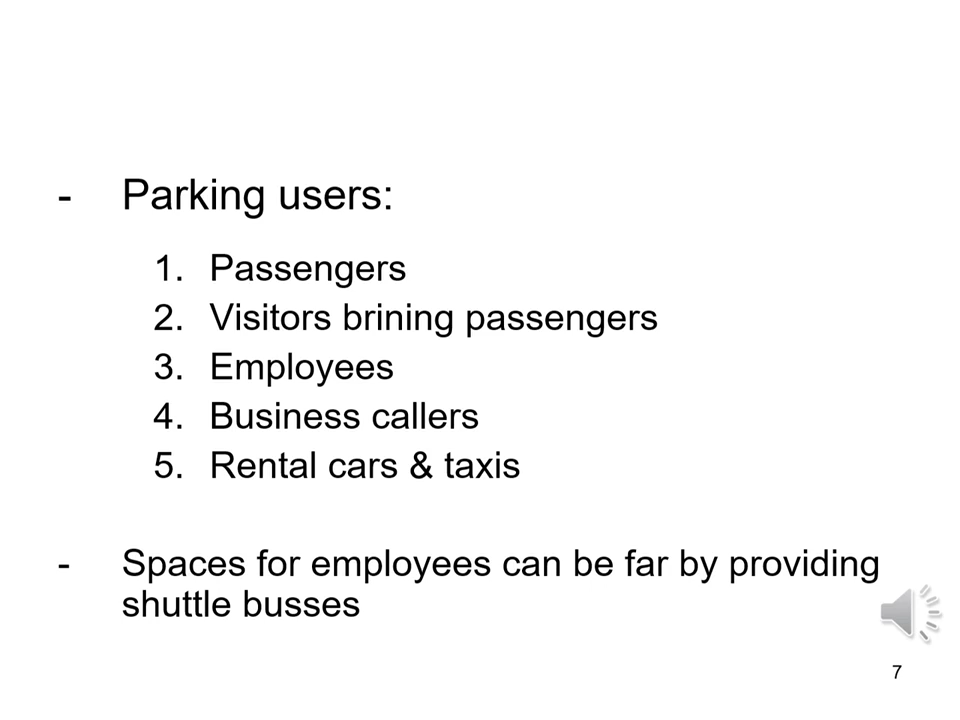 - Parking users:
1. Passengers
2. Visitors brining passengers
3. Employees
4. Business callers
5. Rental cars & taxis
- Spaces for employees can be far by providing
shuttle busses
7